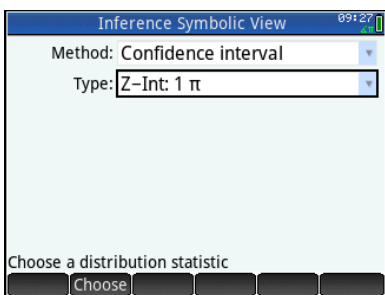 Inference Symbolic View 09:27
∡π
Method: Confidence interval
Type: Z-Int: 1 π
Choose a distribution statistic
Choose